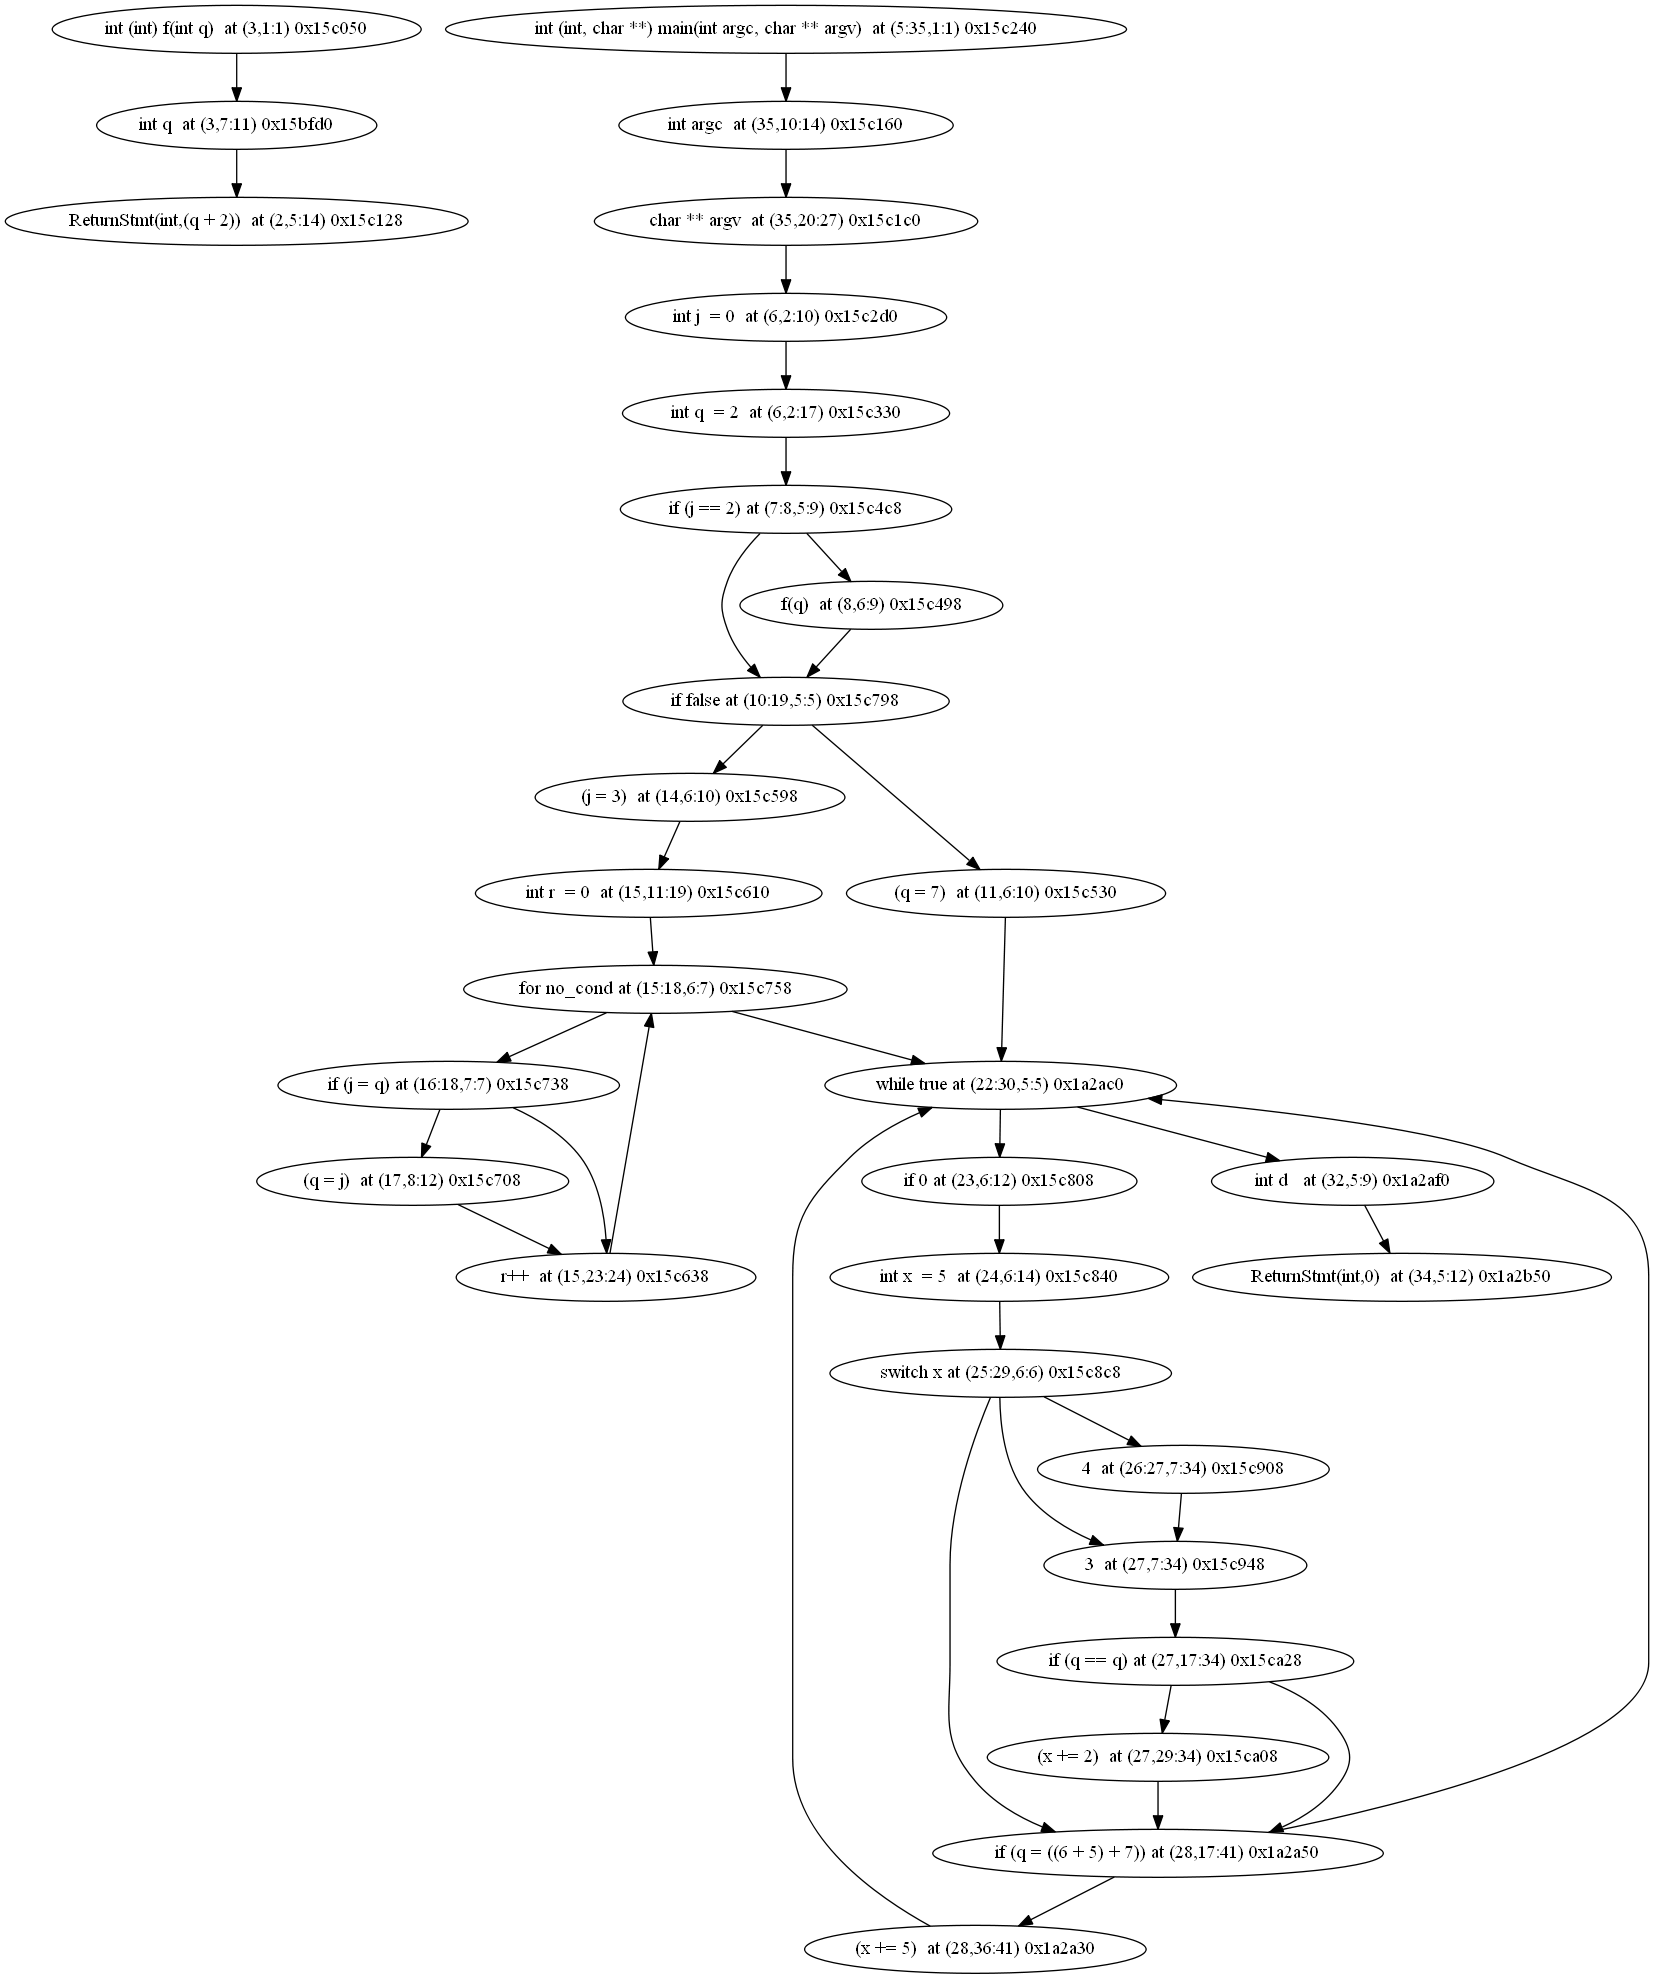 int (int) f(int q)  at (3,1:1) 0x15c050
int (int, char **) main(int argc, char ** argv)  at (5:35,1:1) 0x15c240
int q  at (3,7:11) 0x15bfd0
int argc  at (35,10:14) 0x15c160
ReturnStmt(int,(q + 2))  at (2,5:14) 0x15c128
char ** argv  at (35,20:27) 0x15c1c0
int j  = 0  at (6,2:10) 0x15c2d0
int q  = 2  at (6,2:17) 0x15c330
if (j == 2) at (7:8,5:9) 0x15c4c8
f(q)  at (8,6:9) 0x15c498
if false at (10:19,5:5) 0x15c798
(j = 3)  at (14,6:10) 0x15c598
int r  = 0  at (15,11:19) 0x15c610
(q = 7)  at (11,6:10) 0x15c530
for no_cond at (15:18,6:7) 0x15c758
if (j = q) at (16:18,7:7) 0x15c738
while true at (22:30,5:5) 0x1a2ac0
(q = j)  at (17,8:12) 0x15c708
if 0 at (23,6:12) 0x15c808
int d   at (32,5:9) 0x1a2af0
r++  at (15,23:24) 0x15c638
int x  = 5  at (24,6:14) 0x15c840
ReturnStmt(int,0)  at (34,5:12) 0x1a2b50
switch x at (25:29,6:6) 0x15c8c8
4  at (26:27,7:34) 0x15c908
3  at (27,7:34) 0x15c948
if (q == q) at (27,17:34) 0x15ca28
(x += 2)  at (27,29:34) 0x15ca08
if (q = ((6 + 5) + 7)) at (28,17:41) 0x1a2a50
(x += 5)  at (28,36:41) 0x1a2a30